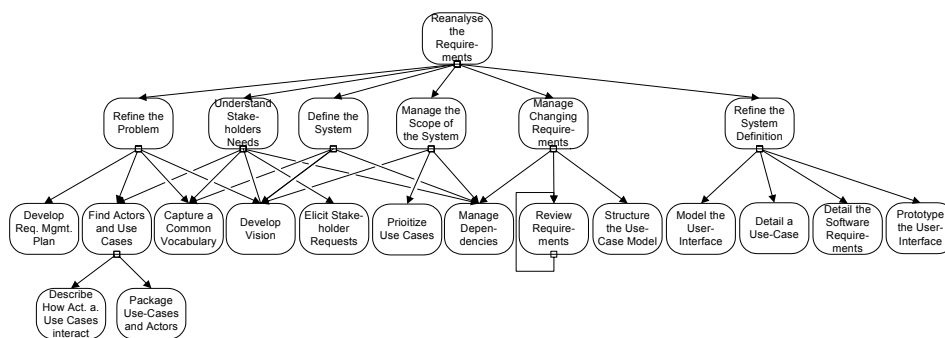 Reanalyse
the
Require-
ments
Refine the
Problem
Understand
Stake-
holders
Needs
Define the
System
Manage the
Scope of
the System
Manage
Changing
Require-
ments
Refine the
System
Definition
Develop
Req. Mgmt.
Plan
Find Actors
and Use
Cases
Capture a
Common
Vocabulary
Develop
Vision
Elicit Stake-
holder
Requests
Prioitize
Use Cases
Manage
Depen-
dencies
Review
Require-
ments
Structure
the Use-
Case Model
Model the
User-
Interface
Detail a
Use-Case
Detail the
Software
Require-
ments
Prototype
the User-
Interface
Describe
How Act. a.
Use Cases
interact
Package
Use-Cases
and Actors